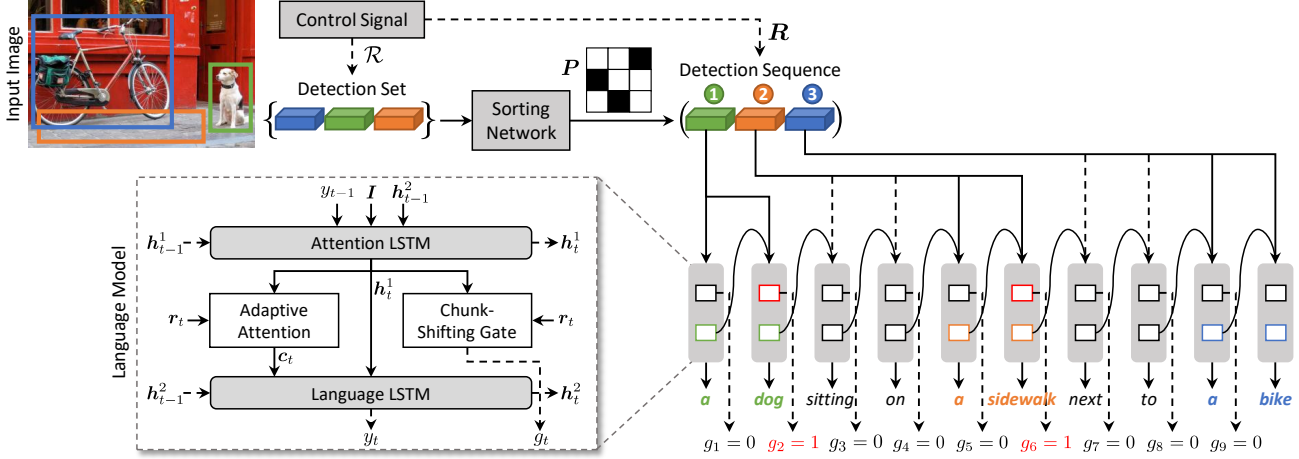 Input Image
Control Signal
R
R
Detection Set
{ }
Sorting
Network
P
Detection Sequence
1 2 3
( )
Language Model
y_{t-1} I h^2_{t-1}
h^1_{t-1} Attention LSTM h^1_t
h^1_t
r_t Adaptive
Attention
Chunk-
Shifting Gate r_t
c_t
h^2_{t-1} Language LSTM h^2_t
y_t g_t
a dog sitting on a sidewalk next to a bike
g_1 = 0 g_2 = 1 g_3 = 0 g_4 = 0 g_5 = 0 g_6 = 1 g_7 = 0 g_8 = 0 g_9 = 0